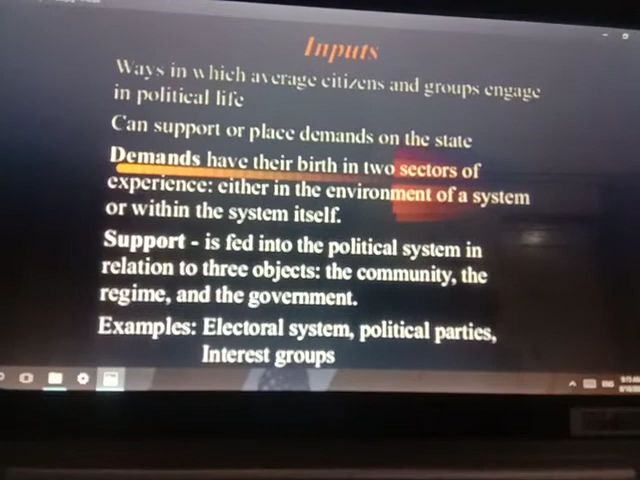 Inputs
Ways in which average citizens and groups engage
in political life
Can support or place demands on the state
Demands have their birth in two sectors of
experience: either in the environment of a system
or within the system itself.
Support - is fed into the political system in
relation to three objects: the community, the
regime, and the government.
Examples: Electoral system, political parties,
Interest groups